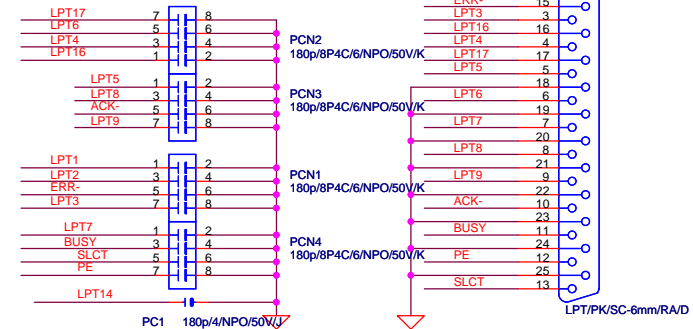 LPT17 7 8
LPT6 5 6
LPT4 3 4
LPT16 1 2
PCN2
180p/8P4C/6/NPO/50V/K
LPT5 1 2
LPT8 3 4
ACK- 5 6
LPT9 7 8
PCN3
180p/8P4C/6/NPO/50V/K
LPT1 1 2
LPT2 3 4
ERR- 5 6
LPT3 7 8
PCN1
180p/8P4C/6/NPO/50V/K
LPT7 1 2
BUSY 3 4
SLCT 5 6
PE 7 8
PCN4
180p/8P4C/6/NPO/50V/K
LPT14
PC1 180p/4/NPO/50V/J
ERR- 15
LPT3 3
LPT16 16
LPT4 4
LPT17 17
LPT5 5
18
LPT6 6
19
LPT7 7
20
LPT8 8
21
LPT9 9
22
ACK- 10
23
BUSY 11
24
PE 12
25
SLCT 13
LPT/PK/SC-6mm/RA/D